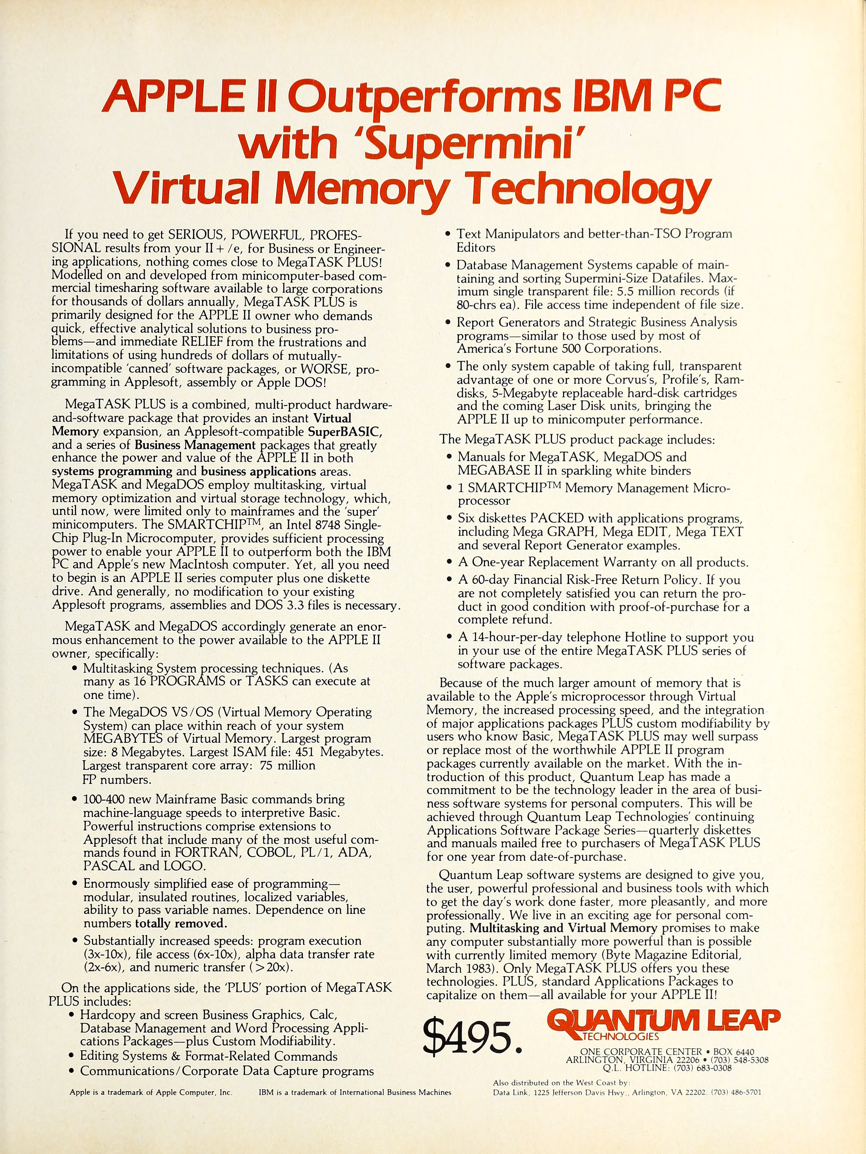 APPLE II Outperforms IBM PC
with 'Supermini'
Virtual Memory Technology
If you need to get SERIOUS, POWERFUL, PROFES-
SIONAL results from your II + /e, for Business or Engineer-
ing applications, nothing comes close to MegaTASK PLUS!
Modelled on and developed from minicomputer-based com-
mercial timesharing software available to large corporations
for thousands of dollars annually, MegaTASK PLUS is
primarily designed for the APPLE II owner who demands
quick, effective analytical solutions to business pro-
blems—and immediate RELIEF from the frustrations and
limitations of using hundreds of dollars of mutually-
incompatible 'canned' software packages, or WORSE, pro-
gramming in Applesoft, assembly or Apple DOS!
MegaTASK PLUS is a combined, multi-product hardware-
and-software package that provides an instant Virtual
Memory expansion, an Applesoft-compatible SuperBASIC,
and a series of Business Management packages that greatly
enhance the power and value of the APPLE II in both
systems programming and business applications areas.
MegaTASK and MegaDOS employ multitasking, virtual
memory optimization and virtual storage technology, which,
until now, were limited only to mainframes and the 'super'
minicomputers. The SMARTCHIP™, an Intel 8748 Single-
Chip Plug-In Microcomputer, provides sufficient processing
power to enable your APPLE II to outperform both the IBM
PC and Apple's new MacIntosh computer. Yet, all you need
to begin is an APPLE II series computer plus one diskette
drive. And generally, no modification to your existing
Applesoft programs, assemblies and DOS 3.3 files is necessary.
MegaTASK and MegaDOS accordingly generate an enor-
mous enhancement to the power available to the APPLE II
owner, specifically:
• Multitasking System processing techniques. (As
many as 16 PROGRAMS or TASKS can execute at
one time).
• The MegaDOS VS/OS (Virtual Memory Operating
System) can place within reach of your system
MEGABYTES of Virtual Memory. Largest program
size: 8 Megabytes. Largest ISAM file: 451 Megabytes.
Largest transparent core array: 75 million
FP numbers.
• 100-400 new Mainframe Basic commands bring
machine-language speeds to interpretive Basic.
Powerful instructions comprise extensions to
Applesoft that include many of the most useful com-
mands found in FORTRAN, COBOL, PL/1, ADA,
PASCAL and LOGO.
• Enormously simplified ease of programming—
modular, insulated routines, localized variables,
ability to pass variable names. Dependence on line
numbers totally removed.
• Substantially increased speeds: program execution
(3x-10x), file access (6x-10x), alpha data transfer rate
(2x-6x), and numeric transfer (>20x).
On the applications side, the 'PLUS' portion of MegaTASK
PLUS includes:
• Hardcopy and screen Business Graphics, Calc,
Database Management and Word Processing Appli-
cations Packages—plus Custom Modifiability.
• Editing Systems & Format-Related Commands
• Communications/Corporate Data Capture programs
• Text Manipulators and better-than-TSO Program
Editors
• Database Management Systems capable of main-
taining and sorting Supermini-Size Datafiles. Max-
imum single transparent file: 5.5 million records (if
80-chrs ea). File access time independent of file size.
• Report Generators and Strategic Business Analysis
programs—similar to those used by most of
America's Fortune 500 Corporations.
• The only system capable of taking full, transparent
advantage of one or more Corvus's, Profile's, Ram-
disks, 5-Megabyte replaceable hard-disk cartridges
and the coming Laser Disk units, bringing the
APPLE II up to minicomputer performance.
The MegaTASK PLUS product package includes:
• Manuals for MegaTASK, MegaDOS and
MEGABASE II in sparkling white binders
• 1 SMARTCHIP™ Memory Management Micro-
processor
• Six diskettes PACKED with applications programs,
including Mega GRAPH, Mega EDIT, Mega TEXT
and several Report Generator examples.
• A One-year Replacement Warranty on all products.
• A 60-day Financial Risk-Free Return Policy. If you
are not completely satisfied you can return the pro-
duct in good condition with proof-of-purchase for a
complete refund.
• A 14-hour-per-day telephone Hotline to support you
in your use of the entire MegaTASK PLUS series of
software packages.
Because of the much larger amount of memory that is
available to the Apple's microprocessor through Virtual
Memory, the increased processing speed, and the integration
of major applications packages PLUS custom modifiability by
users who know Basic, MegaTASK PLUS may well surpass
or replace most of the worthwhile APPLE II program
packages currently available on the market. With the in-
troduction of this product, Quantum Leap has made a
commitment to be the technology leader in the area of busi-
ness software systems for personal computers. This will be
achieved through Quantum Leap Technologies' continuing
Applications Software Package Series—quarterly diskettes
and manuals mailed free to purchasers of MegaTASK PLUS
for one year from date-of-purchase.
Quantum Leap software systems are designed to give you,
the user, powerful professional and business tools with which
to get the day's work done faster, more pleasantly, and more
professionally. We live in an exciting age for personal com-
puting. Multitasking and Virtual Memory promises to make
any computer substantially more powerful than is possible
with currently limited memory (Byte Magazine Editorial,
March 1983). Only MegaTASK PLUS offers you these
technologies. PLUS, standard Applications Packages to
capitalize on them—all available for your APPLE II!
$495.
QUANTUM LEAP
TECHNOLOGIES
ONE CORPORATE CENTER • BOX 6440
ARLINGTON, VIRGINIA 22206 • (703) 548-5308
Q.L. HOTLINE: (703) 683-0308
Also distributed on the West Coast by:
Data Link, 1225 Jefferson Davis Hwy., Arlington, VA 22202. (703) 486-5701
Apple is a trademark of Apple Computer, Inc. IBM is a trademark of International Business Machines